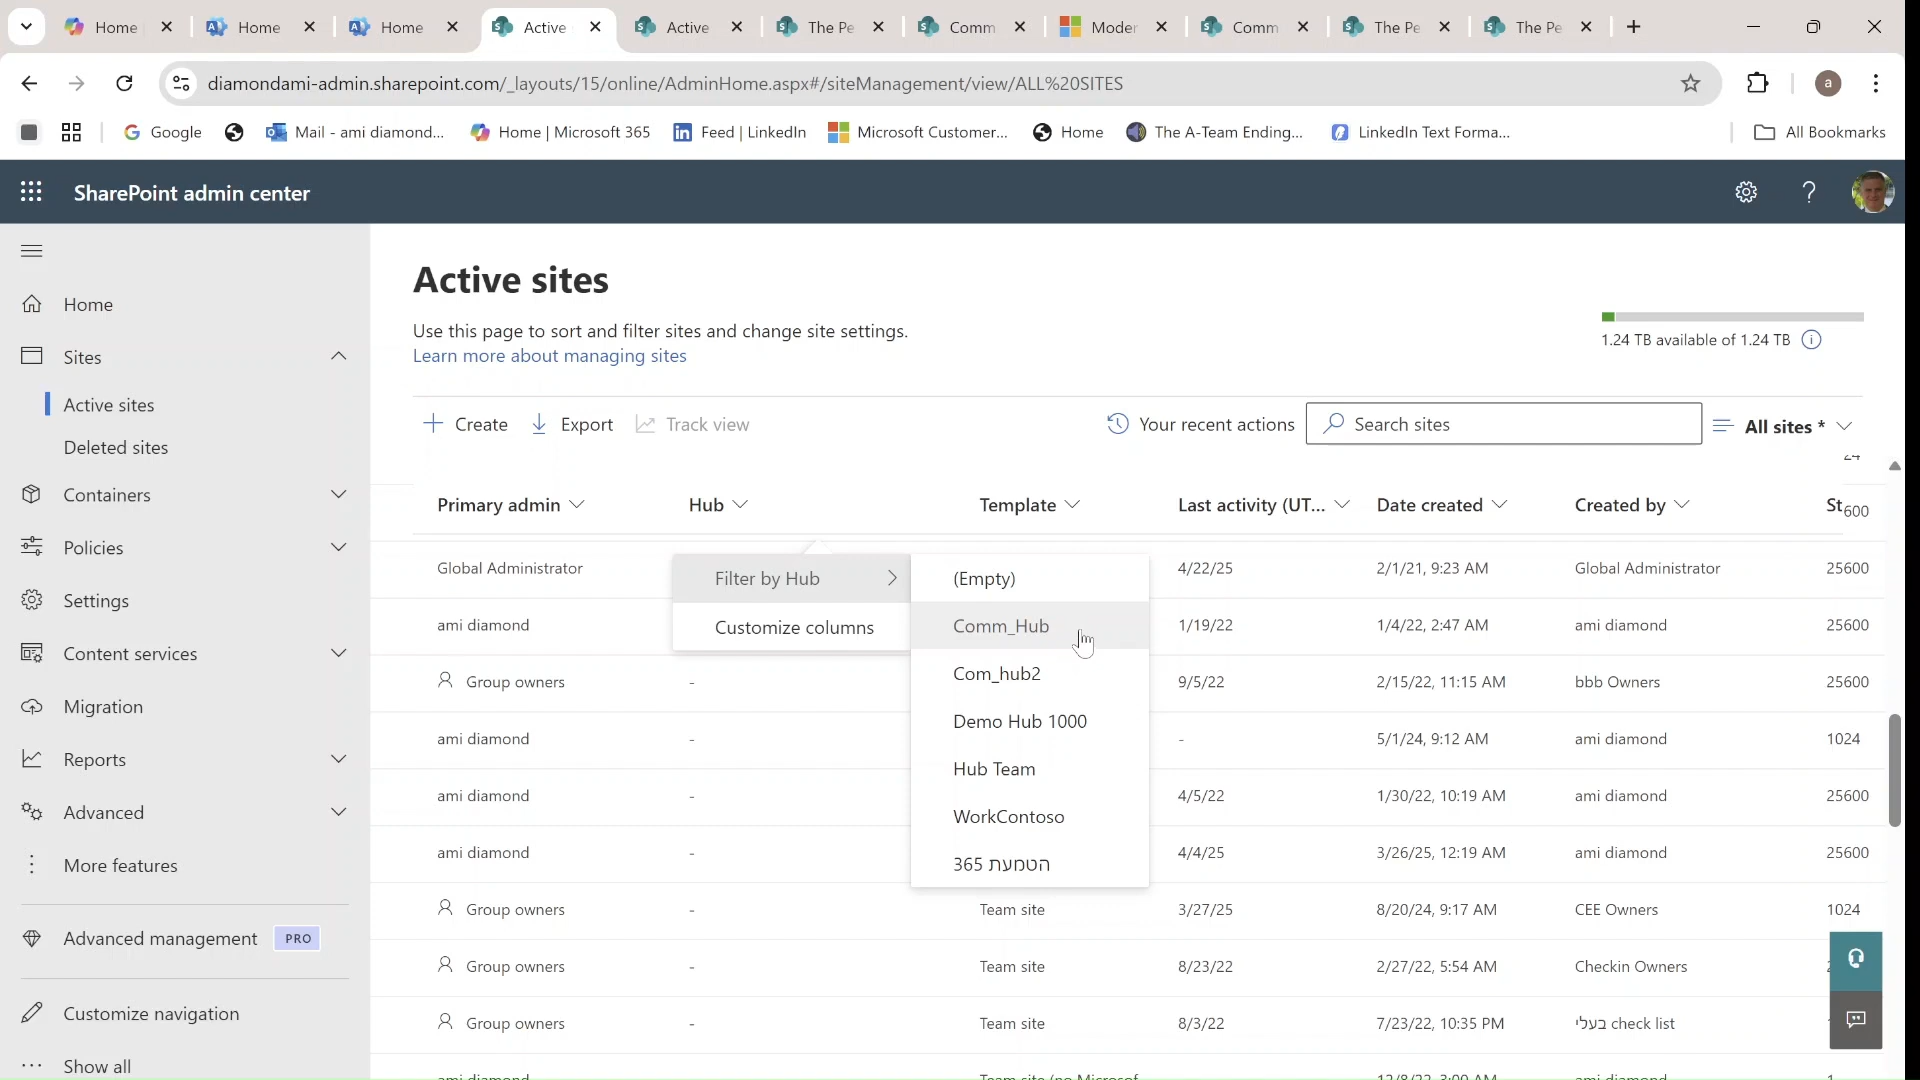 Home
Home
Home
Active
Active
The Pe
Comm
Moder
Comm
The Pe
The Pe
diamondami-admin.sharepoint.com/_layouts/15/online/AdminHome.aspx#/siteManagement/view/ALL%20SITES
a
Google
Mail - ami diamond...
Home | Microsoft 365
Feed | LinkedIn
Microsoft Customer...
Home
The A-Team Ending...
LinkedIn Text Forma...
All Bookmarks
SharePoint admin center
Home
Sites
Active sites
Deleted sites
Containers
Policies
Settings
Content services
Migration
Reports
Advanced
More features
Advanced management PRO
Customize navigation
Show all
Active sites
Use this page to sort and filter sites and change site settings.
Learn more about managing sites
1.24 TB available of 1.24 TB
Create
Export
Track view
Your recent actions
Search sites
All sites *
Primary admin Hub Template Last activity (UT... Date created Created by St 600
Global Administrator 4/22/25 2/1/21, 9:23 AM Global Administrator 25600
ami diamond 1/19/22 1/4/22, 2:47 AM ami diamond 25600
Group owners - 9/5/22 2/15/22, 11:15 AM bbb Owners 25600
ami diamond - - 5/1/24, 9:12 AM ami diamond 1024
ami diamond - 4/5/22 1/30/22, 10:19 AM ami diamond 25600
ami diamond - 4/4/25 3/26/25, 12:19 AM ami diamond 25600
Group owners - Team site 3/27/25 8/20/24, 9:17 AM CEE Owners 1024
Group owners - Team site 8/23/22 2/27/22, 5:54 AM Checkin Owners
Group owners - Team site 8/3/22 7/23/22, 10:35 PM בעלי check list
Filter by Hub
Customize columns
(Empty)
Comm_Hub
Com_hub2
Demo Hub 1000
Hub Team
WorkContoso
הטמעת 365